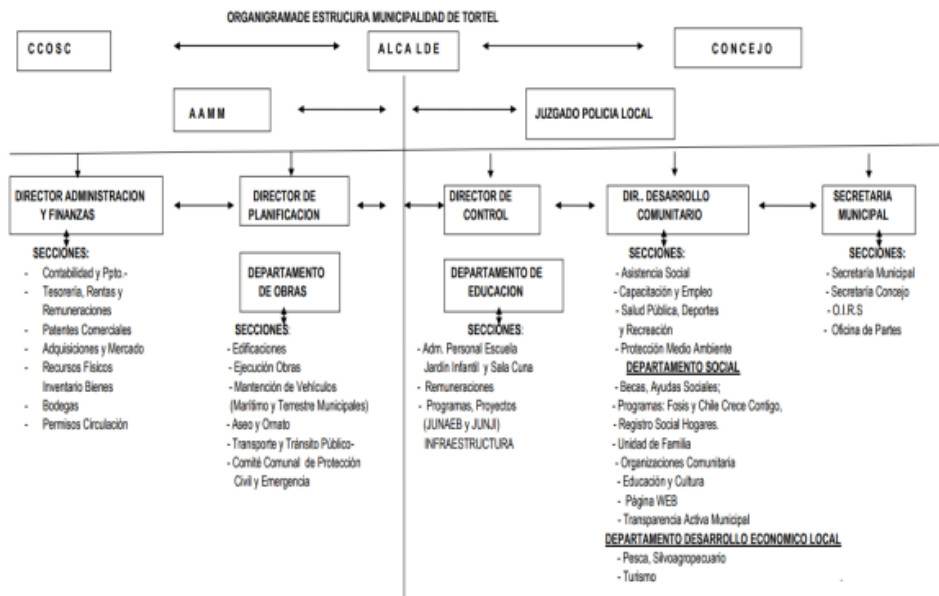 ORGANIGRAMADE ESTRUCURA MUNICIPALIDAD DE TORTEL
CCOSC
ALCALDE
CONCEJO
AAMM
JUZGADO POLICIA LOCAL
DIRECTOR ADMINISTRACION
Y FINANZAS
SECCIONES:
- Contabilidad y Ppto.-
- Tesorería, Rentas y
Remuneraciones
- Patentes Comerciales
- Adquisiciones y Mercado
- Recursos Físicos
Inventario Bienes
- Bodegas
- Permisos Circulación
DIRECTOR DE
PLANIFICACION
DEPARTAMENTO
DE OBRAS
SECCIONES:
- Edificaciones
- Ejecución Obras
- Mantención de Vehículos
(Marítimo y Terrestre Municipales)
- Aseo y Ornato
- Transporte y Tránsito Público-
- Comité Comunal de Protección
Civil y Emergencia
DIRECTOR DE
CONTROL
DEPARTAMENTO DE
EDUCACION
SECCIONES:
- Adm. Personal Escuela
Jardín Infantil y Sala Cuna
- Remuneraciones
- Programas, Proyectos
(JUNAEB y JUNJI)
INFRAESTRUCTURA
DIR.. DESARROLLO
COMUNITARIO
SECCIONES:
- Asistencia Social
- Capacitación y Empleo
- Salud Pública, Deportes
y Recreación
- Protección Medio Ambiente
DEPARTAMENTO SOCIAL
- Becas, Ayudas Sociales;
- Programas: Fosis y Chile Crece Contigo,
- Registro Social Hogares.
- Unidad de Familia
- Organizaciones Comunitaria
- Educación y Cultura
- Página WEB
- Transparencia Activa Municipal
DEPARTAMENTO DESARROLLO ECONOMICO LOCAL
- Pesca, Silvoagropecuario
- Turismo
SECRETARIA
MUNICIPAL
SECCIONES:
- Secretaría Municipal
- Secretaría Concejo
- O.I.R.S
- Oficina de Partes